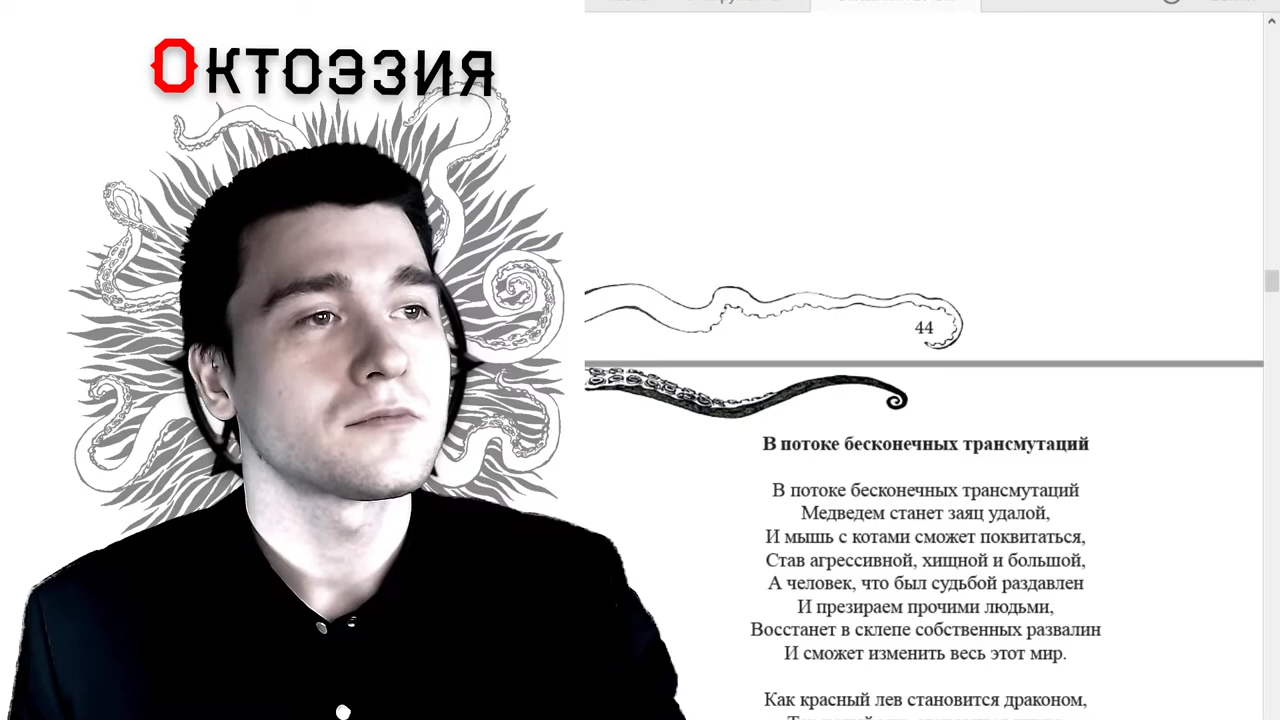 Октоэзия
44
В потоке бесконечных трансмутаций
В потоке бесконечных трансмутаций
Медведем станет заяц удалой,
И мышь с котами сможет поквитаться,
Став агрессивной, хищной и большой,
А человек, что был судьбой раздавлен
И презираем прочими людьми,
Восстанет в склепе собственных развалин
И сможет изменить весь этот мир.
Как красный лев становится драконом,